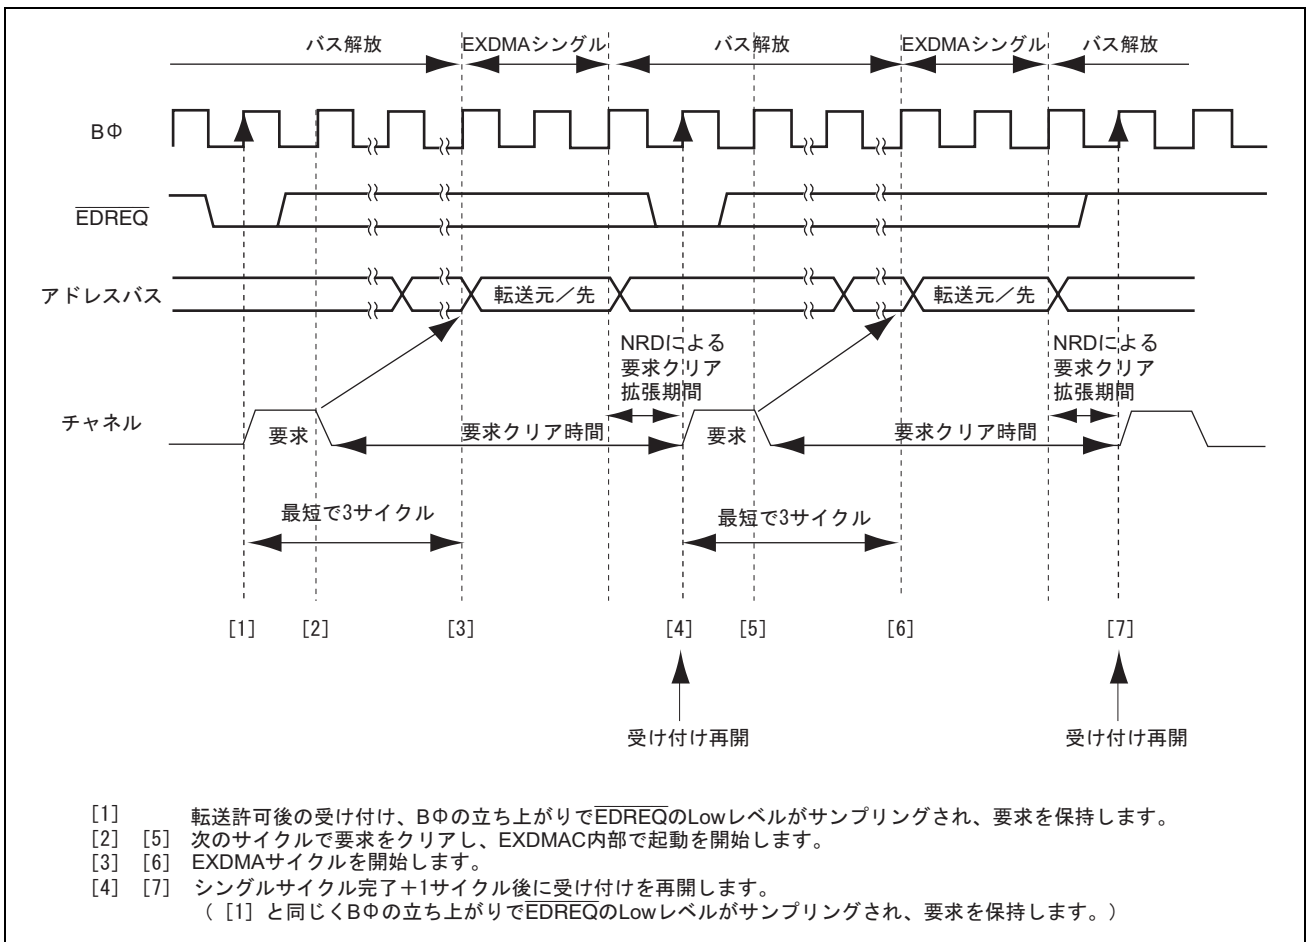 バス解放 EXDMAシングル バス解放 EXDMAシングル バス解放
BΦ
EDREQ
アドレスバス 転送元／先 転送元／先
NRDによる
要求クリア
拡張期間
NRDによる
要求クリア
拡張期間
チャネル 要求 要求クリア時間 要求 要求クリア時間
最短で3サイクル 最短で3サイクル
[1] [2] [3] [4] [5] [6] [7]
受け付け再開 受け付け再開
[1] 転送許可後の受け付け、BΦの立ち上がりでEDREQのLowレベルがサンプリングされ、要求を保持します。
[2] [5] 次のサイクルで要求をクリアし、EXDMAC内部で起動を開始します。
[3] [6] EXDMAサイクルを開始します。
[4] [7] シングルサイクル完了＋1サイクル後に受け付けを再開します。
（［1］と同じくBΦの立ち上がりでEDREQのLowレベルがサンプリングされ、要求を保持します。）